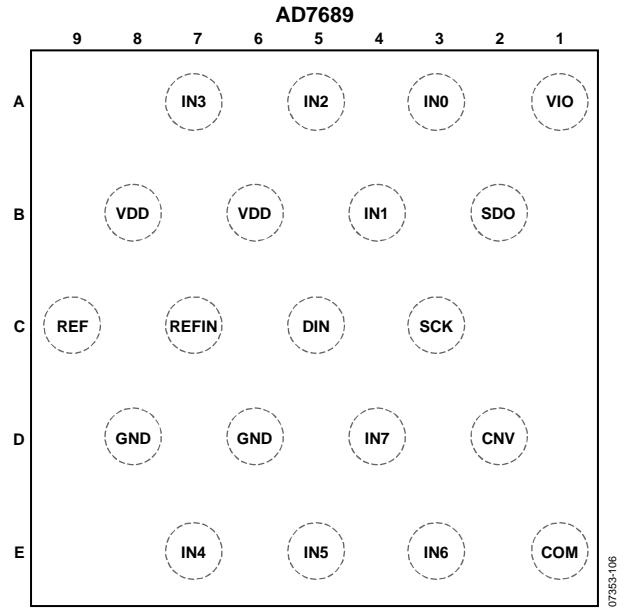 AD7689
9 8 7 6 5 4 3 2 1
A IN3 IN2 IN0 VIO
B VDD VDD IN1 SDO
C REF REFIN DIN SCK
D GND GND IN7 CNV
E IN4 IN5 IN6 COM
07353-106